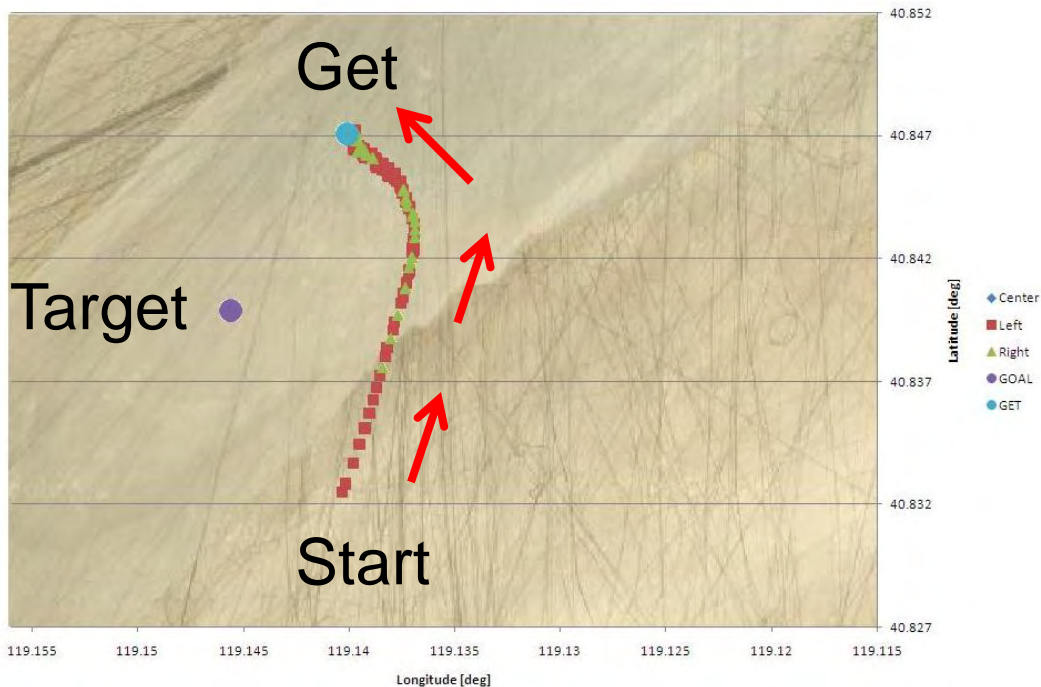 40.852
Get
40.847
40.842
Target
Center
Left
Right
GOAL
GET
Latitude [deg]
40.837
40.832
Start
40.827
119.155 119.15 119.145 119.14 119.135 119.13 119.125 119.12 119.115
Longitude [deg]